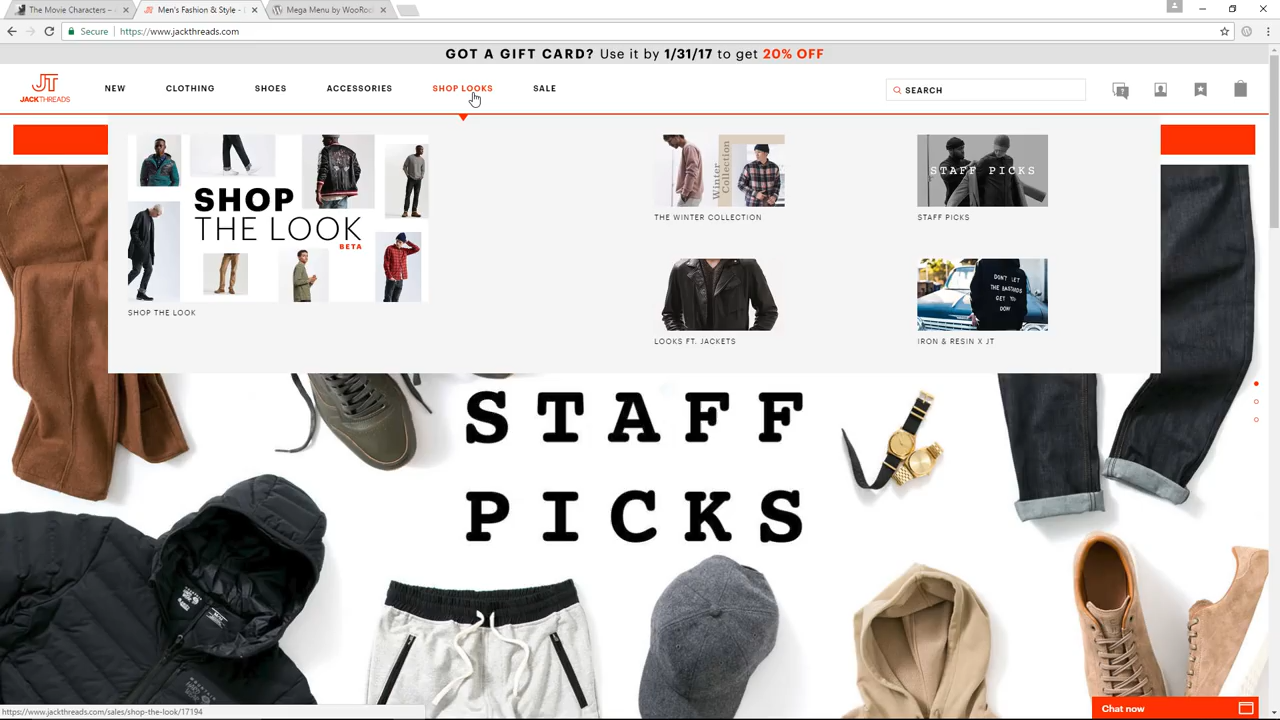 The Movie Characters –
Men's Fashion & Style -
Mega Menu by WooRoc
Secure
https://www.jackthreads.com
GOT A GIFT CARD? Use it by 1/31/17 to get 20% OFF
JT
JACKTHREADS
NEW
CLOTHING
SHOES
ACCESSORIES
SHOP LOOKS
SALE
SEARCH
SHOP
THE LOOK
BETA
SHOP THE LOOK
Winter
Collection
THE WINTER COLLECTION
STAFF PICKS
STAFF PICKS
LOOKS FT. JACKETS
DON'T LET
THE BASTARDS
GET YOU
DOWN
IRON & RESIN X JT
STAFF
PICKS
https://www.jackthreads.com/sales/shop-the-look/17194
Chat now